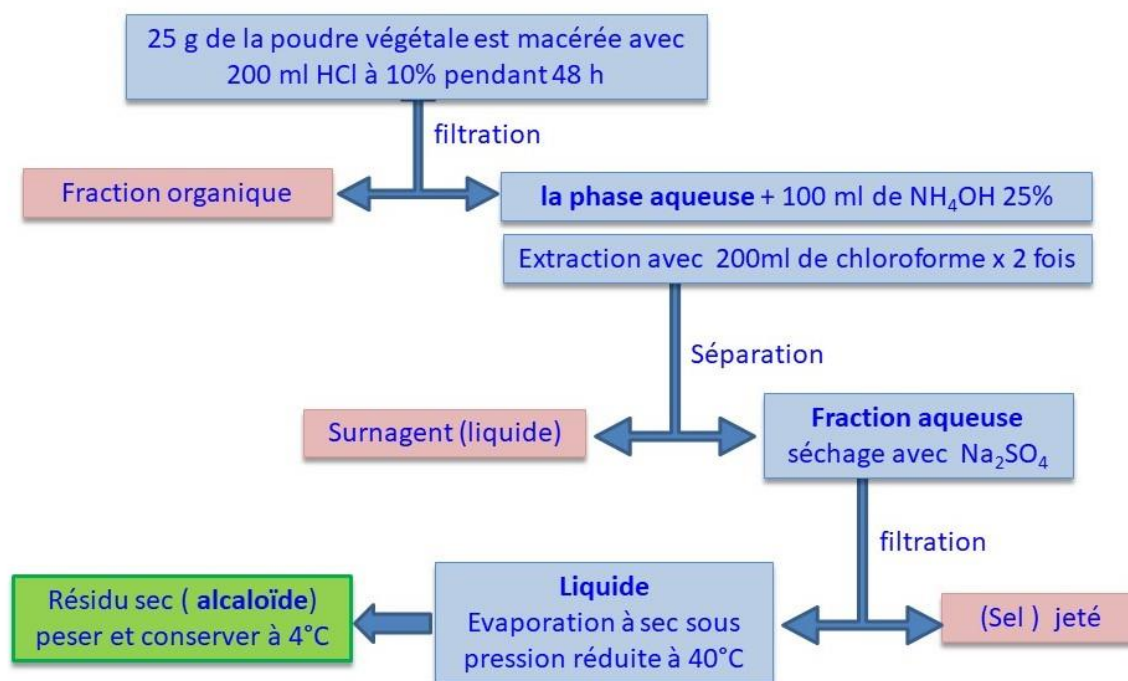 25 g de la poudre végétale est macérée avec
200 ml HCl à 10% pendant 48 h
filtration
Fraction organique
la phase aqueuse + 100 ml de NH₄OH 25%
Extraction avec 200ml de chloroforme x 2 fois
Séparation
Surnagent (liquide)
Fraction aqueuse
séchage avec Na₂SO₄
filtration
Résidu sec ( alcaloïde)
peser et conserver à 4°C
Liquide
Evaporation à sec sous
pression réduite à 40°C
(Sel ) jeté